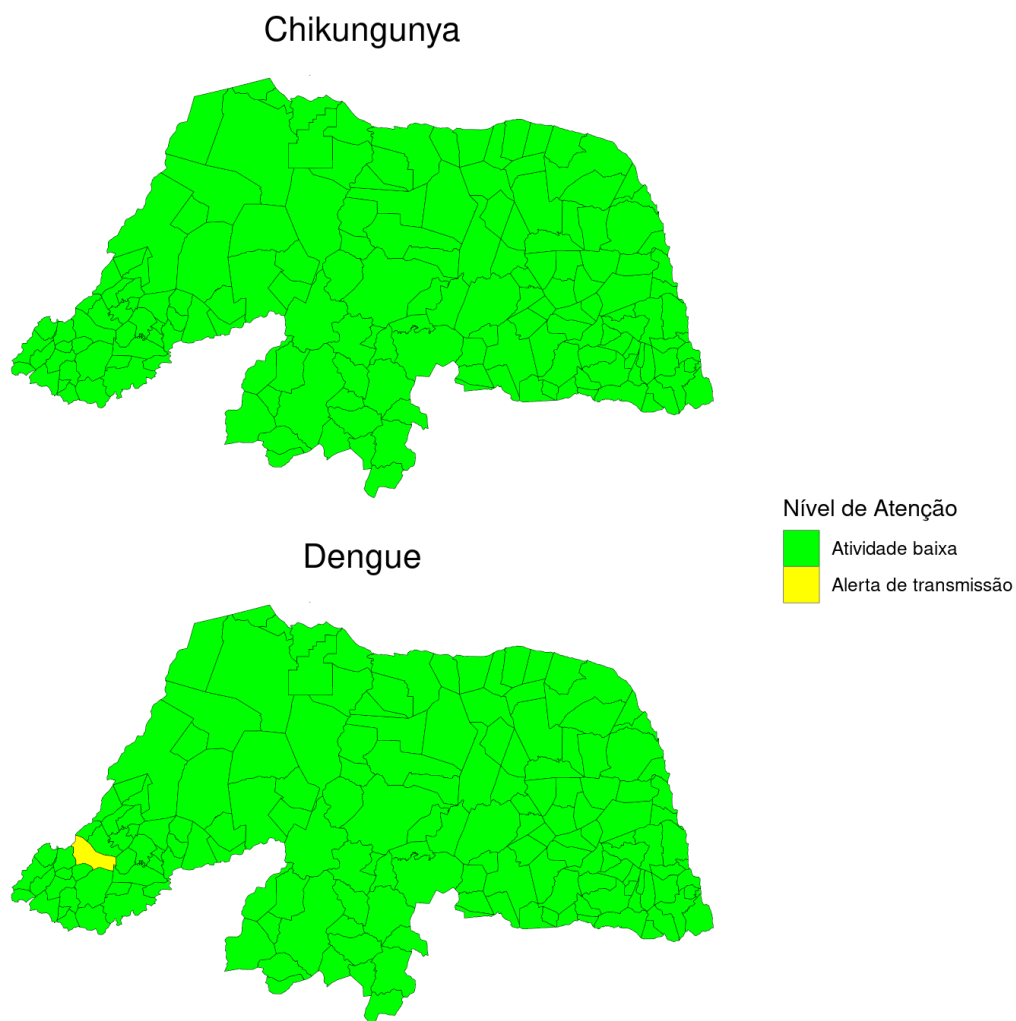 Chikungunya
Nível de Atenção
Atividade baixa
Alerta de transmissão
Dengue